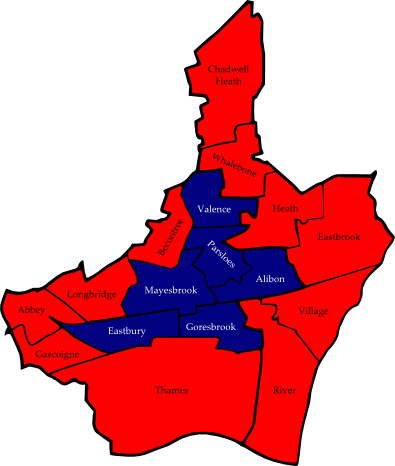 Chadwell
Heath
Whalebone
Valence
Heath
Becontree
Eastbrook
Parsloes
Alibon
Mayesbrook
Longbridge
Abbey
Village
Eastbury
Goresbrook
Gascoigne
Thames
River